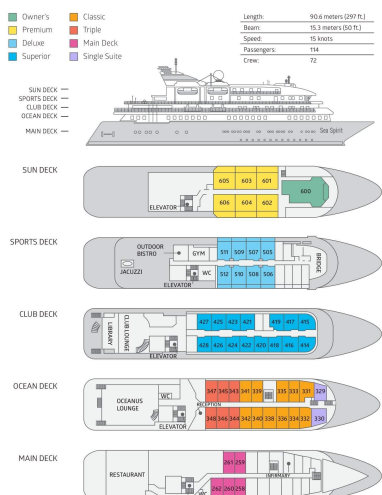 Owner's
Classic
Premium
Triple
Deluxe
Main Deck
Superior
Single Suite
Length: 90.6 meters (297 ft.)
Beam: 15.3 meters (50 ft.)
Speed: 15 knots
Passengers: 114
Crew: 72
SUN DECK
SPORTS DECK
CLUB DECK
OCEAN DECK
MAIN DECK
Sea Spirit
SUN DECK
605 603 601
600
606 604 602
ELEVATOR
SPORTS DECK
OUTDOOR
BISTRO
GYM
511 509 507 505
BRIDGE
JACUZZI
WC
512 510 508 506
ELEVATOR
CLUB DECK
LIBRARY
CLUB LOUNGE
427 425 423 421 419 417 415
428 426 424 422 420 418 416 414
ELEVATOR
OCEAN DECK
OCEANUS
LOUNGE
WC
347 345 343 341 339 335 333 331 329
RECEPTION
348 346 344 342 340 338 336 334 332 330
ELEVATOR
MAIN DECK
RESTAURANT
261 259
INFIRMARY
WC
262 260 258